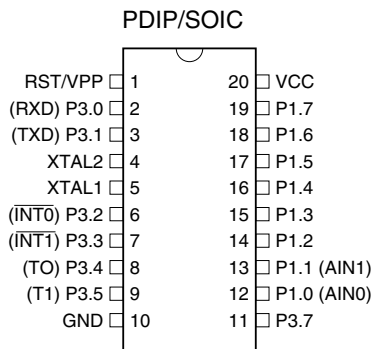 PDIP/SOIC
RST/VPP 1 20 VCC
(RXD) P3.0 2 19 P1.7
(TXD) P3.1 3 18 P1.6
XTAL2 4 17 P1.5
XTAL1 5 16 P1.4
(INT0) P3.2 6 15 P1.3
(INT1) P3.3 7 14 P1.2
(TO) P3.4 8 13 P1.1 (AIN1)
(T1) P3.5 9 12 P1.0 (AIN0)
GND 10 11 P3.7